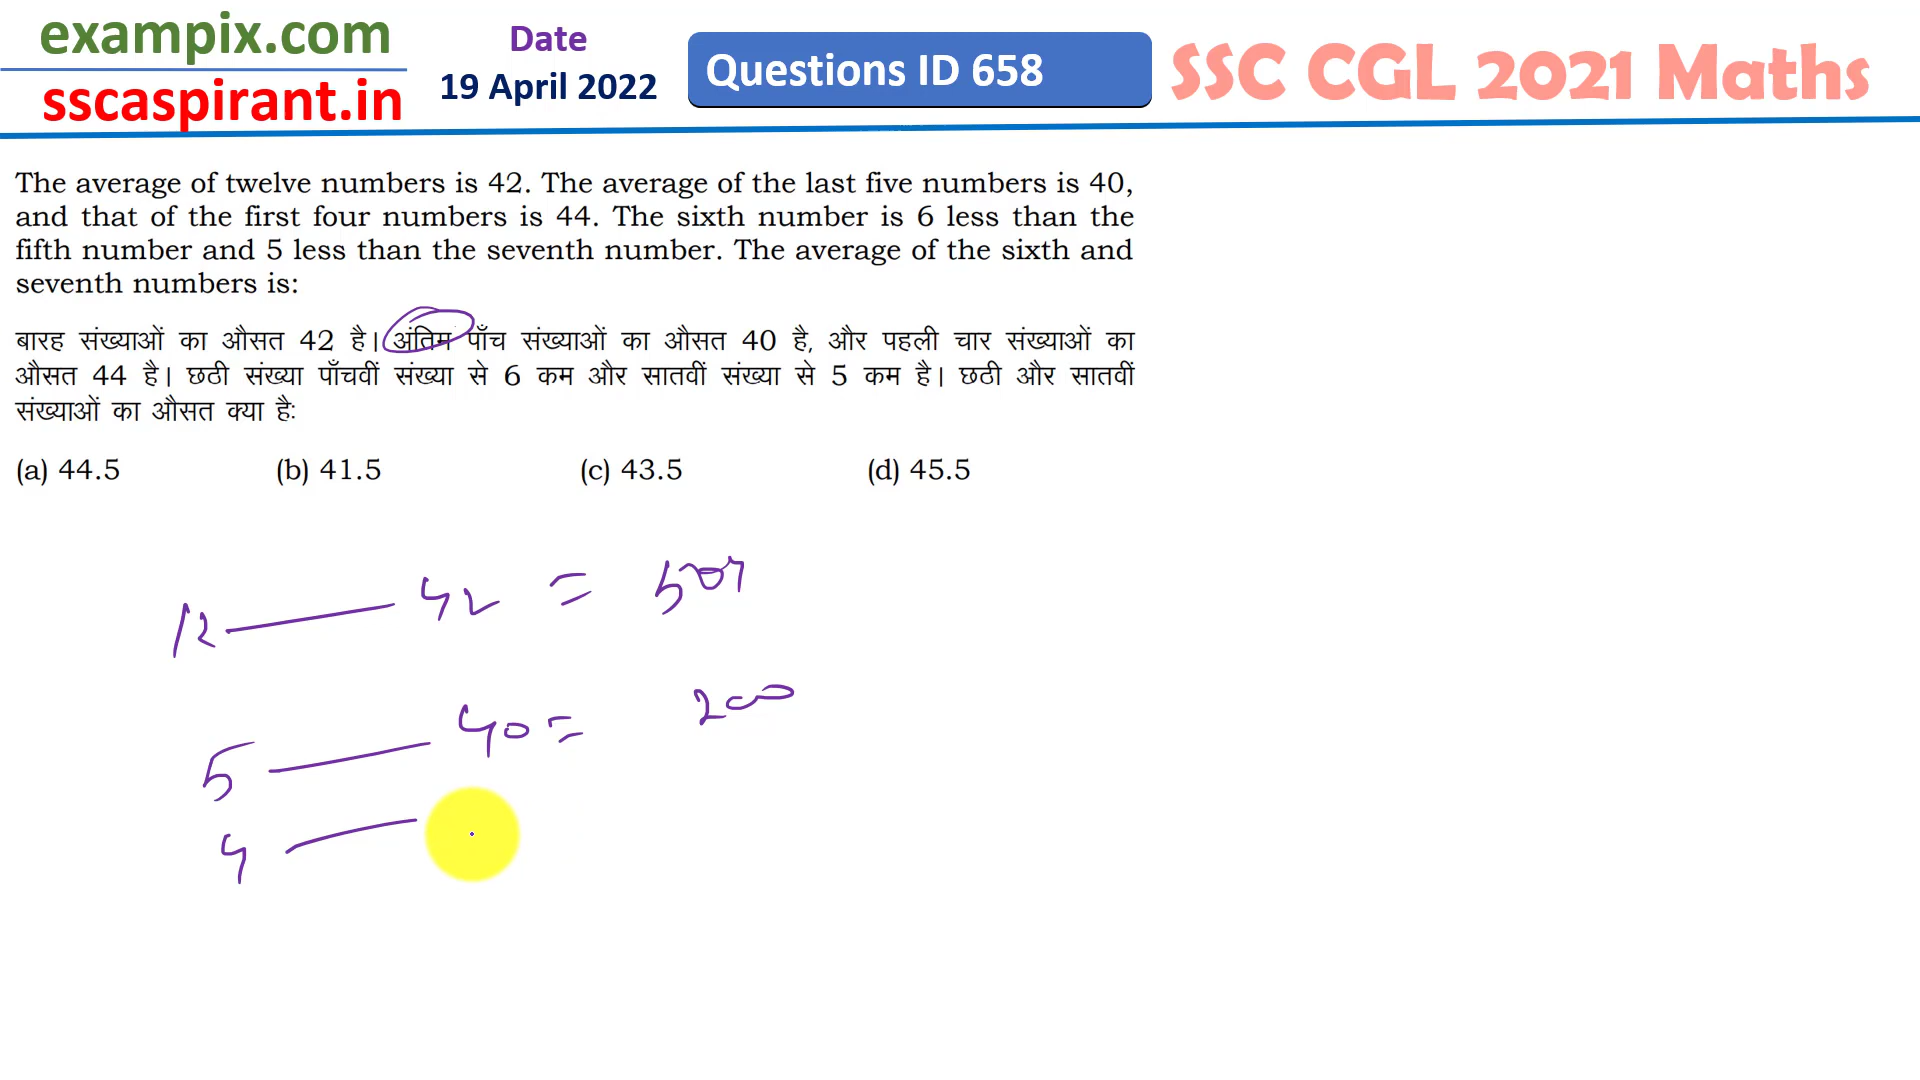 exampix.com
sscaspirant.in
Date
19 April 2022
Questions ID 658
SSC CGL 2021 Maths
The average of twelve numbers is 42. The average of the last five numbers is 40,
and that of the first four numbers is 44. The sixth number is 6 less than the
fifth number and 5 less than the seventh number. The average of the sixth and
seventh numbers is:
बारह संख्याओं का औसत 42 है। अंतिम पाँच संख्याओं का औसत 40 है, और पहली चार संख्याओं का
औसत 44 है। छठी संख्या पाँचवीं संख्या से 6 कम और सातवीं संख्या से 5 कम है। छठी और सातवीं
संख्याओं का औसत क्या है:
(a) 44.5 (b) 41.5 (c) 43.5 (d) 45.5
12 — 42 = 504
5 — 40 = 200
4 —